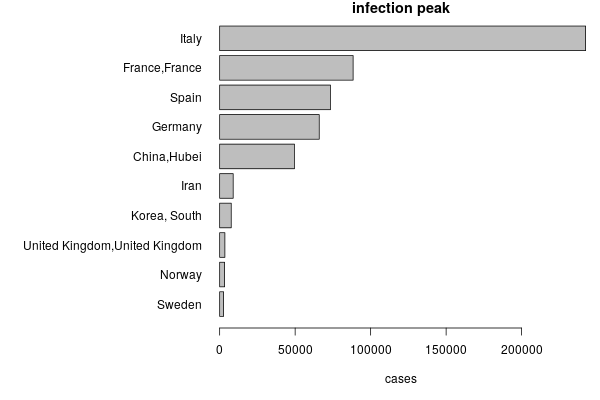 infection peak
Italy
France,France
Spain
Germany
China,Hubei
Iran
Korea, South
United Kingdom,United Kingdom
Norway
Sweden
0 50000 100000 150000 200000
cases